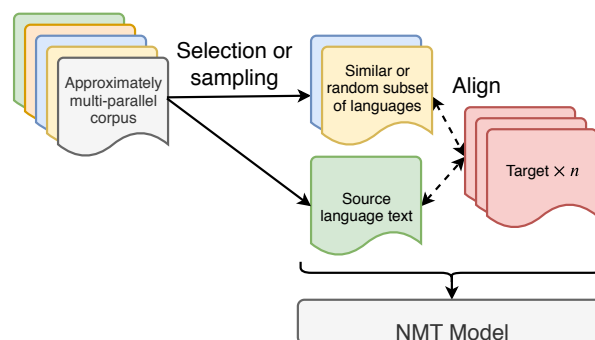 Selection or
sampling
Approximately
multi-parallel
corpus
Similar or
random subset
of languages
Align
Target × n
Source
language text
NMT Model